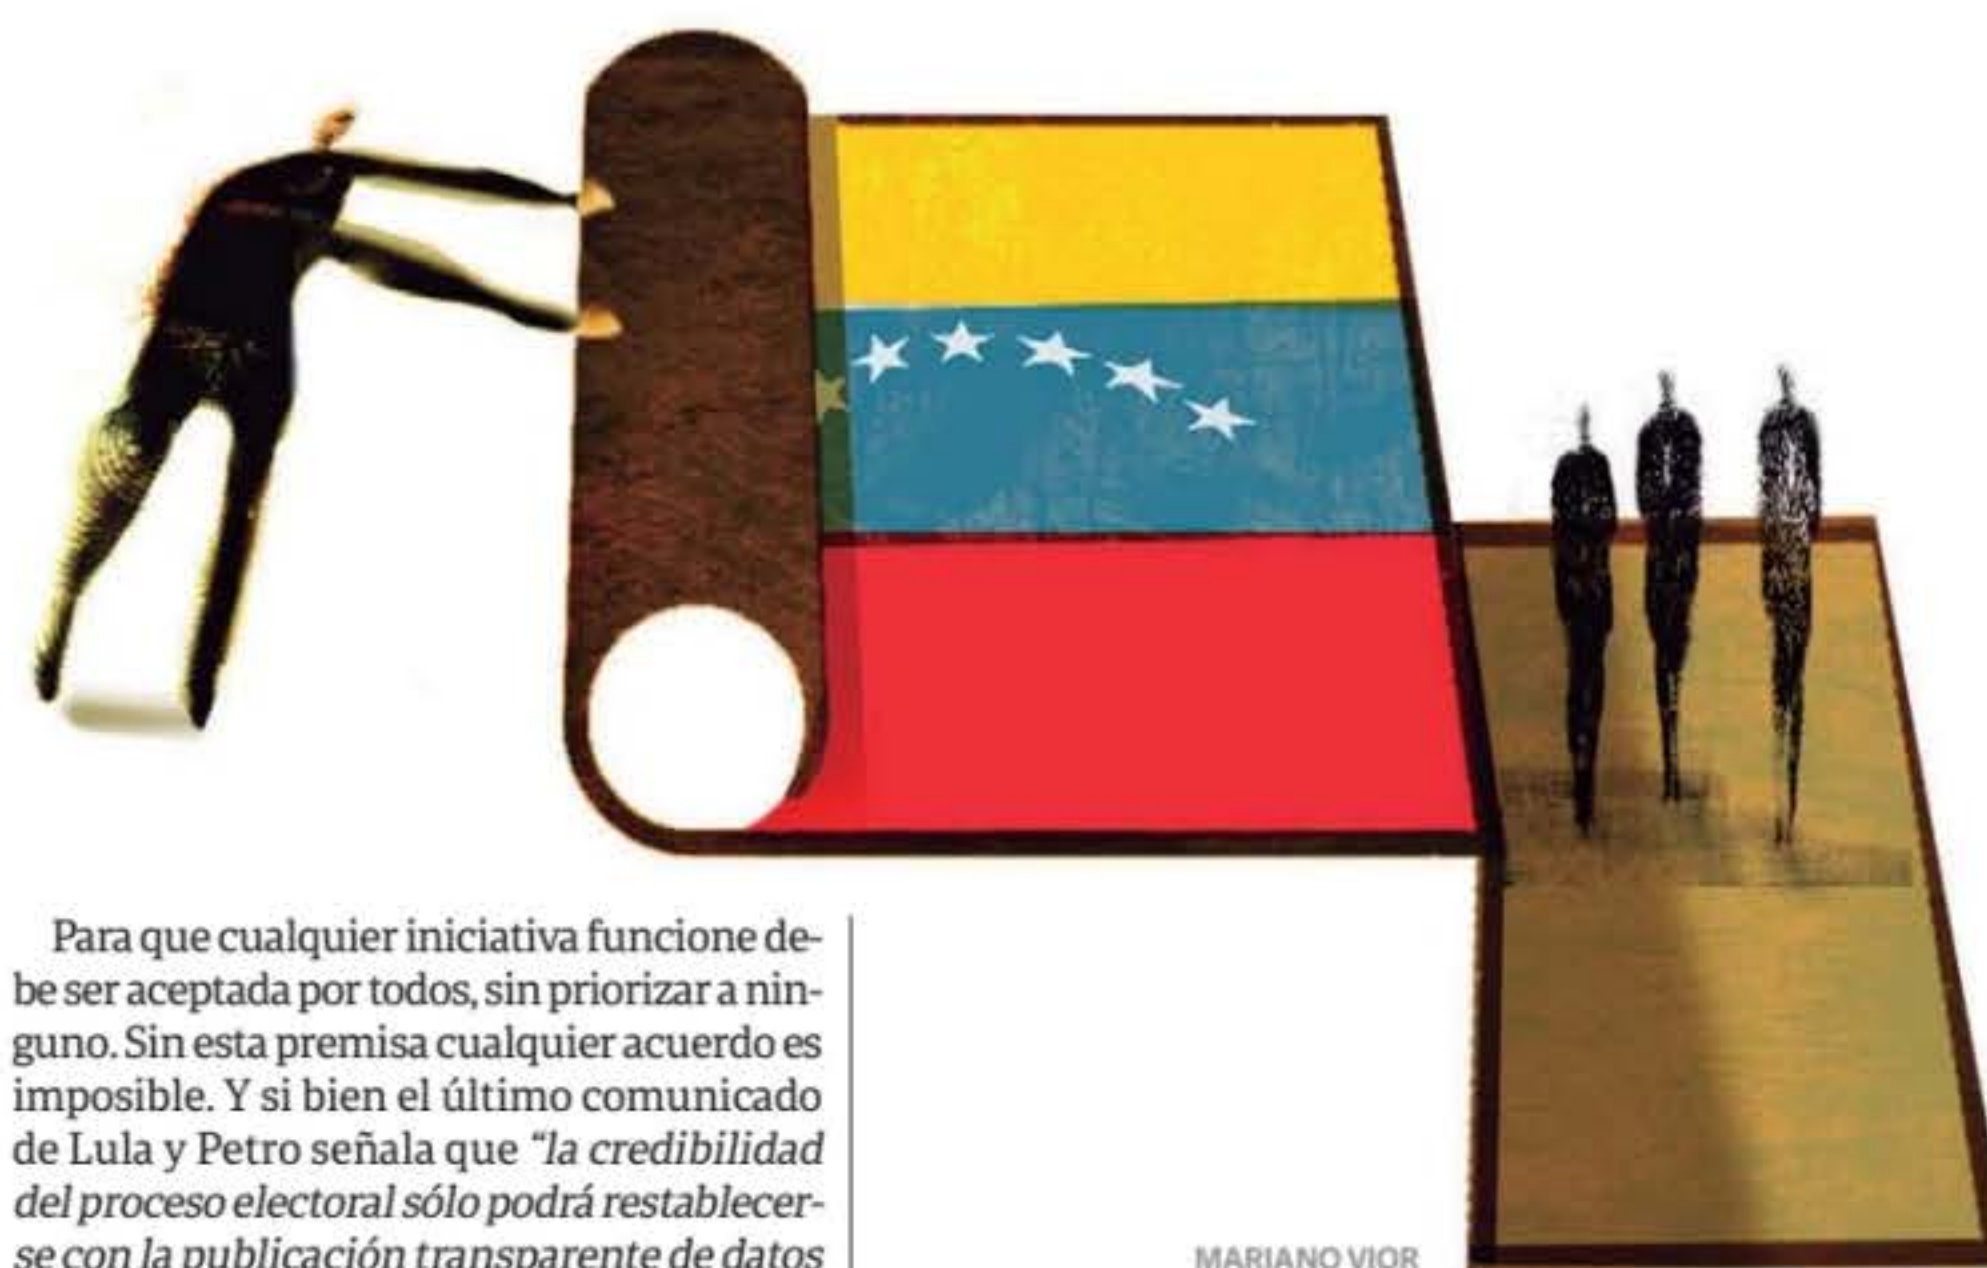 Para que cualquier iniciativa funcione de-
be ser aceptada por todos, sin priorizar a nin-
guno. Sin esta premisa cualquier acuerdo es
imposible. Y si bien el último comunicado
de Lula y Petro señala que “la credibilidad
del proceso electoral sólo podrá restablecer-
se con la publicación transparente de datos
MARIANO VIOR